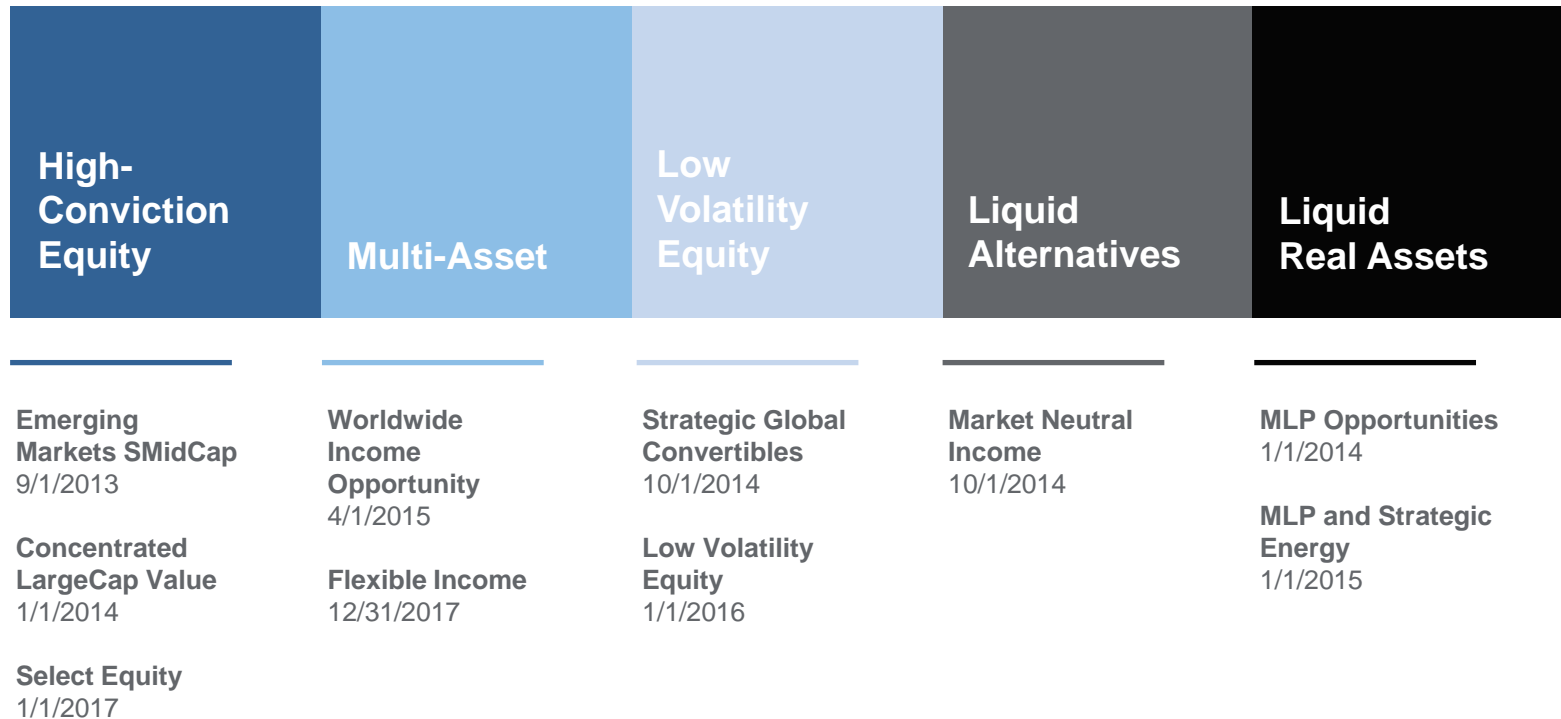 High-
Conviction
Equity
Multi-Asset
Low
Volatility
Equity
Liquid
Alternatives
Liquid
Real Assets
Emerging
Markets SMidCap
9/1/2013
Concentrated
LargeCap Value
1/1/2014
Select Equity
1/1/2017
Worldwide
Income
Opportunity
4/1/2015
Flexible Income
12/31/2017
Strategic Global
Convertibles
10/1/2014
Low Volatility
Equity
1/1/2016
Market Neutral
Income
10/1/2014
MLP Opportunities
1/1/2014
MLP and Strategic
Energy
1/1/2015